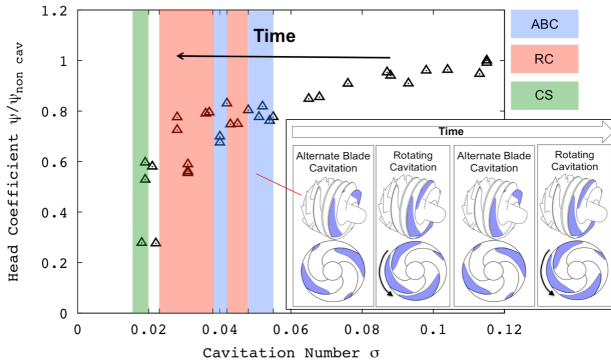 1.2
1
0.8
0.6
0.4
0.2
0
0
0.02
0.04
0.06
0.08
0.1
0.12
Head Coefficient ψ/ψnon cav
Cavitation Number σ
Time
ABC
RC
CS
Time
Alternate Blade
Cavitation
Rotating
Cavitation
Alternate Blade
Cavitation
Rotating
Cavitation